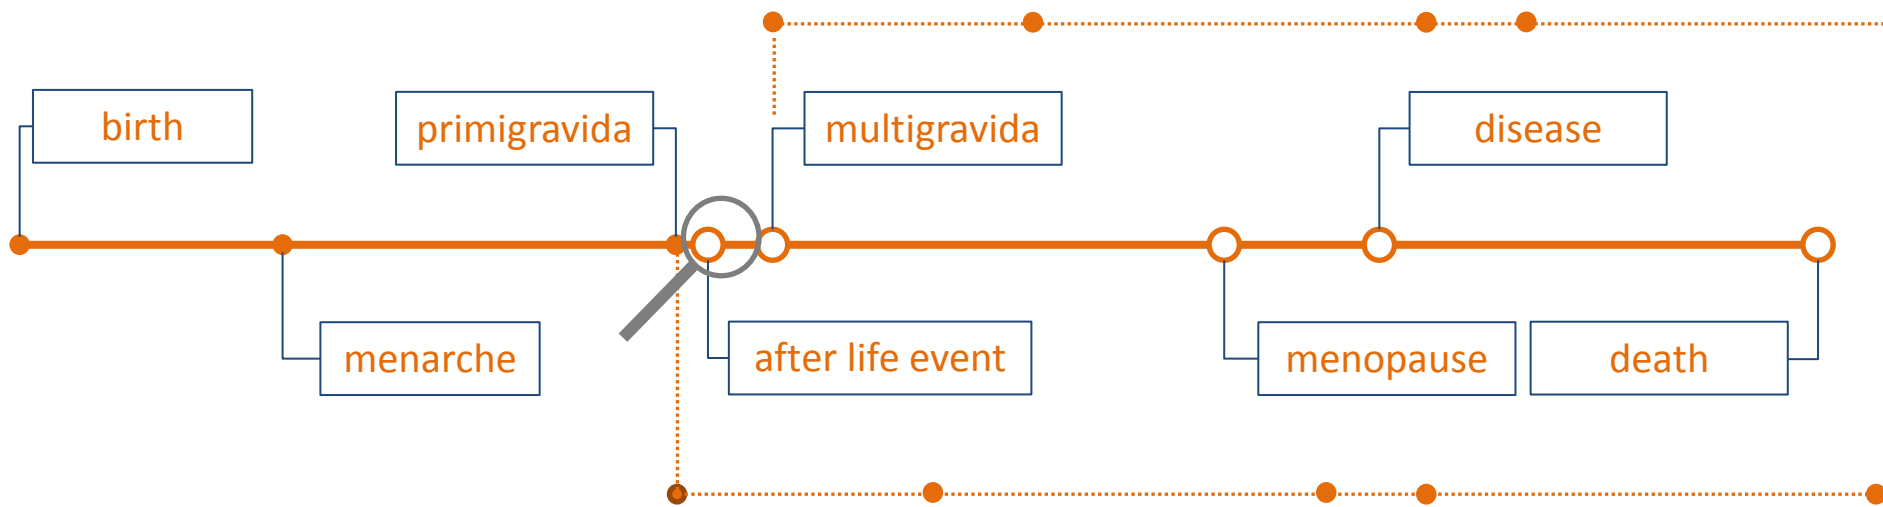 birth
primigravida
multigravida
disease
menarche
after life event
menopause
death